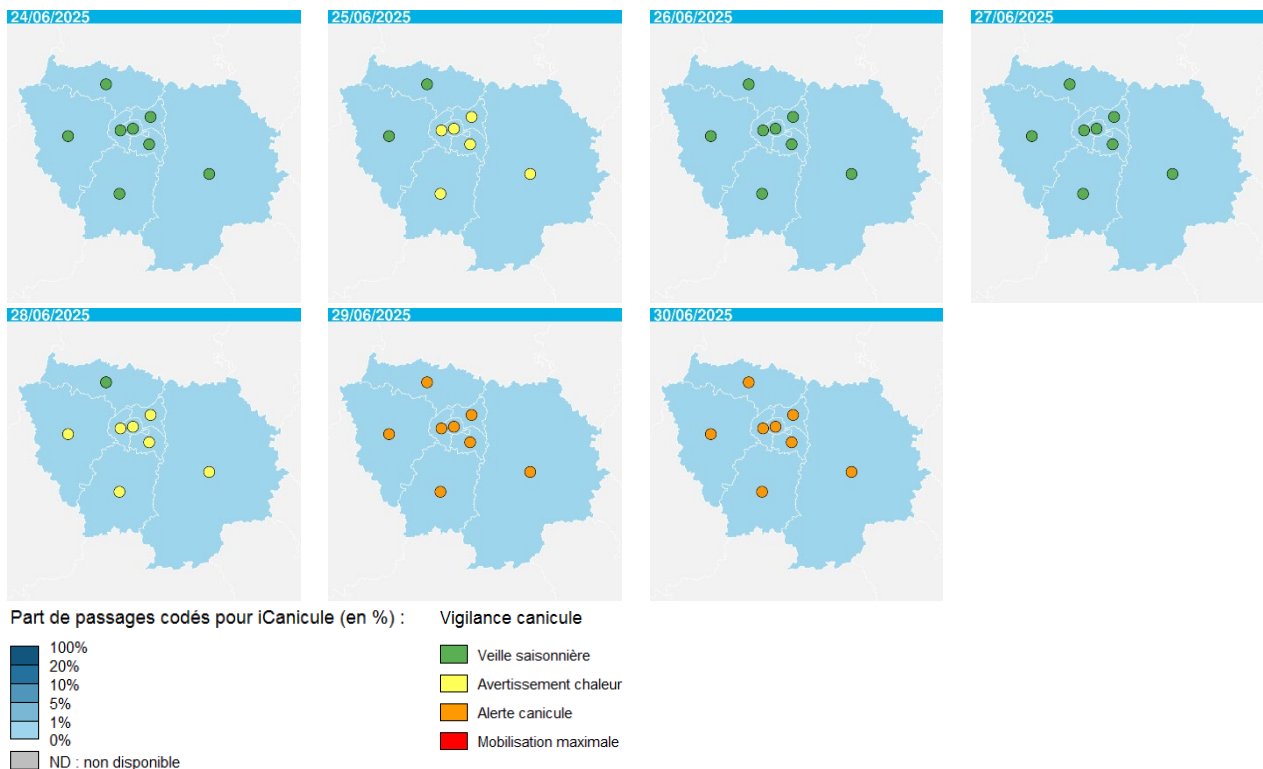 24/06/2025
25/06/2025
26/06/2025
27/06/2025
28/06/2025
29/06/2025
30/06/2025
Part de passages codés pour iCanicule (en %) :
100%
20%
10%
5%
1%
0%
ND : non disponible
Vigilance canicule
Veille saisonnière
Avertissement chaleur
Alerte canicule
Mobilisation maximale